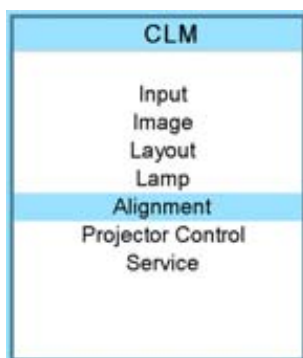 CLM
Input
Image
Layout
Lamp
Alignment
Projector Control
Service